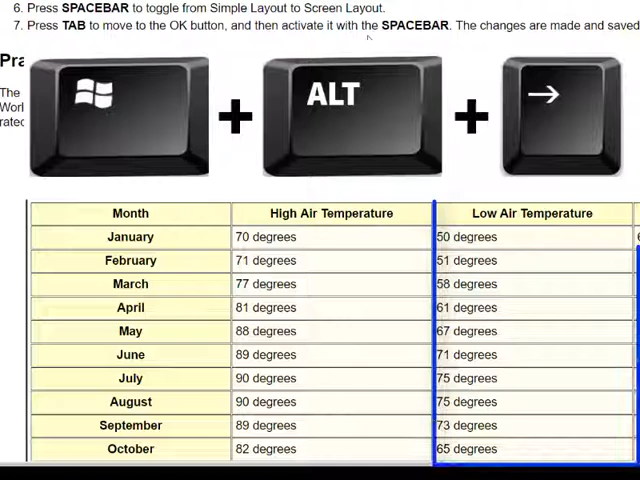 6. Press SPACEBAR to toggle from Simple Layout to Screen Layout.
7. Press TAB to move to the OK button, and then activate it with the SPACEBAR. The changes are made and saved
Pra
The
Worl
rated
ALT
+ +
Month High Air Temperature Low Air Temperature
January 70 degrees 50 degrees
February 71 degrees 51 degrees
March 77 degrees 58 degrees
April 81 degrees 61 degrees
May 88 degrees 67 degrees
June 89 degrees 71 degrees
July 90 degrees 75 degrees
August 90 degrees 75 degrees
September 89 degrees 73 degrees
October 82 degrees 65 degrees